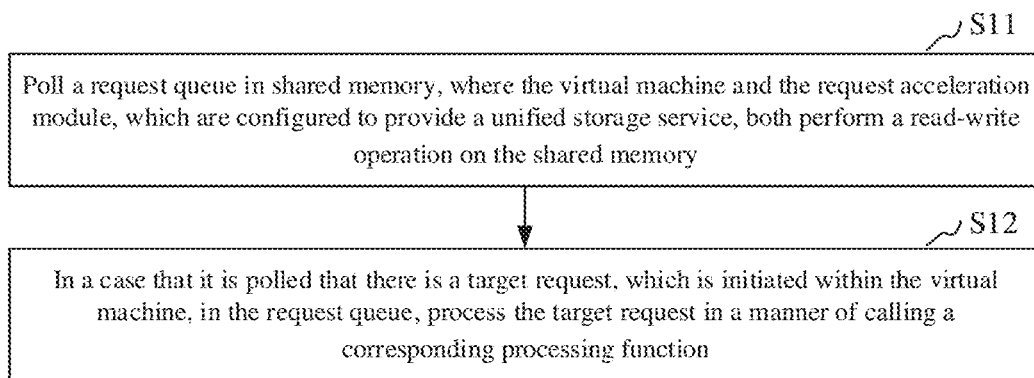 S11
Poll a request queue in shared memory, where the virtual machine and the request acceleration
module, which are configured to provide a unified storage service, both perform a read-write
operation on the shared memory
S12
In a case that it is polled that there is a target request, which is initiated within the virtual
machine, in the request queue, process the target request in a manner of calling a
corresponding processing function